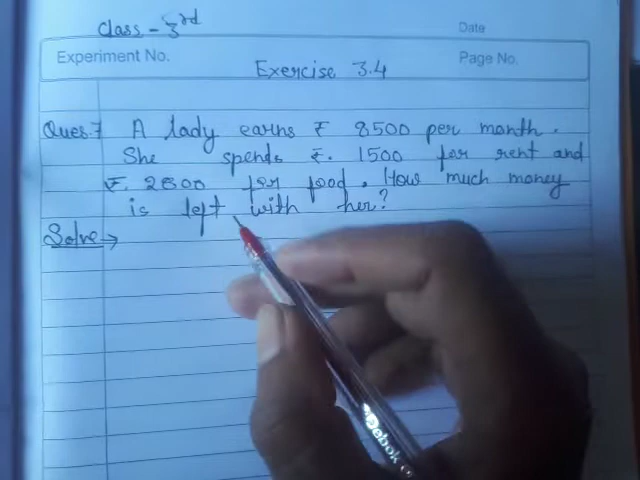 Class - 3rd
Date
Experiment No.
Exercise 3.4
Page No.
Ques.7 A lady earns ₹ 8500 per month.
She spends ₹. 1500 for rent and
₹. 2800 for food. How much money
is left with her?
Solve →